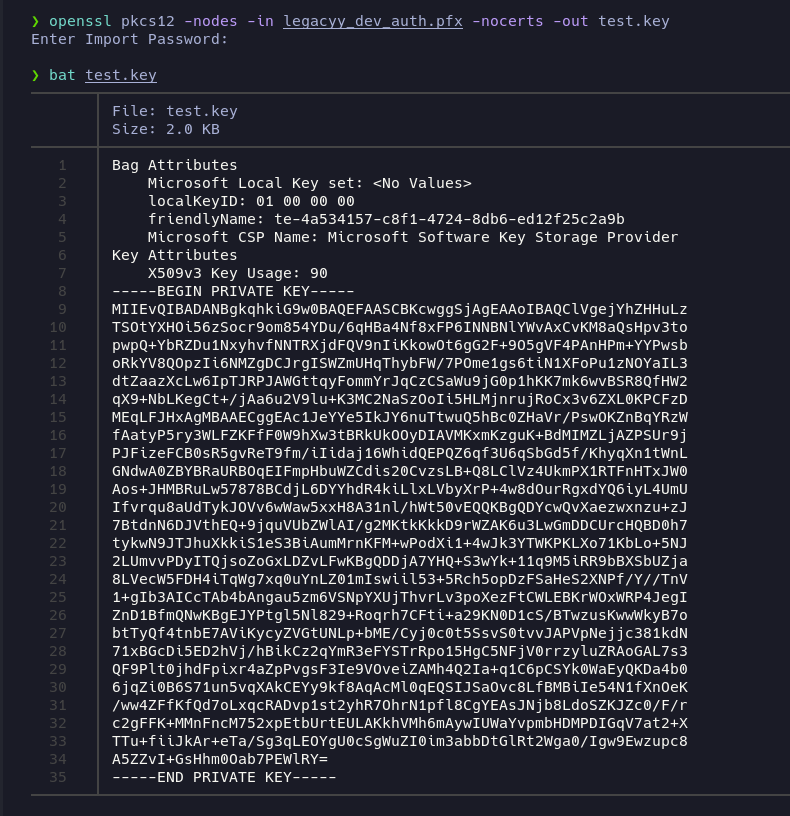 ❯ openssl pkcs12 -nodes -in legacyy_dev_auth.pfx -nocerts -out test.key
Enter Import Password:
❯ bat test.key
File: test.key
Size: 2.0 KB
1 Bag Attributes
2 Microsoft Local Key set: <No Values>
3 localKeyID: 01 00 00 00
4 friendlyName: te-4a534157-c8f1-4724-8db6-ed12f25c2a9b
5 Microsoft CSP Name: Microsoft Software Key Storage Provider
6 Key Attributes
7 X509v3 Key Usage: 90
8 -----BEGIN PRIVATE KEY-----
9 MIIEvQIBADANBgkqhkiG9w0BAQEFAASCBKcwggSjAgEAAoIBAQClVgejYhZHHuLz
10 TSOtYXHOi56zSocr9om854YDu/6qHBa4Nf8xFP6INNBNlYWvAxCvKM8aQsHpv3to
11 pwpQ+YbRZDu1NxyhvfNNTRXjdFQV9nIiKkowOt6gG2F+9O5gVF4PAnHPm+YYPwsb
12 oRkYV8QOpzIi6NMZgDCJrgISWZmUHqThybFW/7POme1gs6tiN1XFoPu1zNOYaIL3
13 dtZaazXcLw6IpTJRPJAWGttqyFommYrJqCzCSaWu9jG0p1hKK7mk6wvBSR8QfHW2
14 qX9+NbLKegCt+/jAa6u2V9lu+K3MC2NaSzOoIi5HLMjnrujRoCx3v6ZXL0KPCFzD
15 MEqLFJHxAgMBAAECggEAc1JeYYe5IkJY6nuTtwuQ5hBc0ZHaVr/PswOKZnBqYRzW
16 fAatyP5ry3WLFZKFfF0W9hXw3tBRkUkOOyDIAVMKxmKzguK+BdMIMZLjAZPSUr9j
17 PJFizeFCB0sR5gvReT9fm/iIidaj16WhidQEPQZ6qf3U6qSbGd5f/KhyqXn1tWnL
18 GNdwA0ZBYBRaURBOqEIFmpHbuWZCdis20CvzsLB+Q8LClVz4UkmPX1RTFnHTxJW0
19 Aos+JHMBRuLw57878BCdjL6DYYhdR4kiLlxLVbyXrP+4w8dOurRgxdYQ6iyL4UmU
20 Ifvrqu8aUdTykJOVv6wWaw5xxH8A31nl/hWt50vEQQKBgQDYcwQvXaezwxnzu+zJ
21 7BtdnN6DJVthEQ+9jquVUbZWlAI/g2MKtkKkkD9rWZAK6u3LwGmDDCUrcHQBD0h7
22 tykwN9JTJhuXkkiS1eS3BiAumMrnKFM+wPodXi1+4wJk3YTWKPKLXo71KbLo+5NJ
23 2LUmvvPDyITQjsoZoGxLDZvLFwKBgQDDjA7YHQ+S3wYk+11q9M5iRR9bBXSbUZja
24 8LVecW5FDH4iTqWg7xq0uYnLZ01mIswiil53+5Rch5opDzFSaHeS2XNPf/Y//TnV
25 1+gIb3AICcTAb4bAngau5zm6VSNpYXUjThvrLv3poXezFtCWLEBKrWOxWRP4JegI
26 ZnD1BfmQNwKBgEJYPtgl5Nl829+Roqrh7CFti+a29KN0D1cS/BTwzusKwwWkyB7o
27 btTyQf4tnbE7AViKycyZVGtUNLp+bME/Cyj0c0t5SsvS0tvvJAPVpNejjc381kdN
28 71xBGcDi5ED2hVj/hBikCz2qYmR3eFYSTrRpo15HgC5NFjV0rrzyluZRAoGAL7s3
29 QF9Plt0jhdFpixr4aZpPvgsF3Ie9VOveiZAMh4Q2Ia+q1C6pCSYk0WaEyQKDa4b0
30 6jqZi0B6S71un5vqXAkCEYy9kf8AqAcMl0qEQSIJSaOvc8LfBMBiIe54N1fXnOeK
31 /ww4ZFfKfQd7oLxqcRADvp1st2yhR7OhrN1pfl8CgYEAsJNjb8LdoSZKJZc0/F/r
32 c2gFFK+MMnFncM752xpEtbUrtEULAKkhVMh6mAywIUWaYvpmbHDMPDIGqV7at2+X
33 TTu+fiiJkAr+eTa/Sg3qLEOYgU0cSgWuZI0im3abbDtGlRt2Wga0/Igw9Ewzupc8
34 A5ZZvI+GsHhm0Oab7PEWlRY=
35 -----END PRIVATE KEY-----